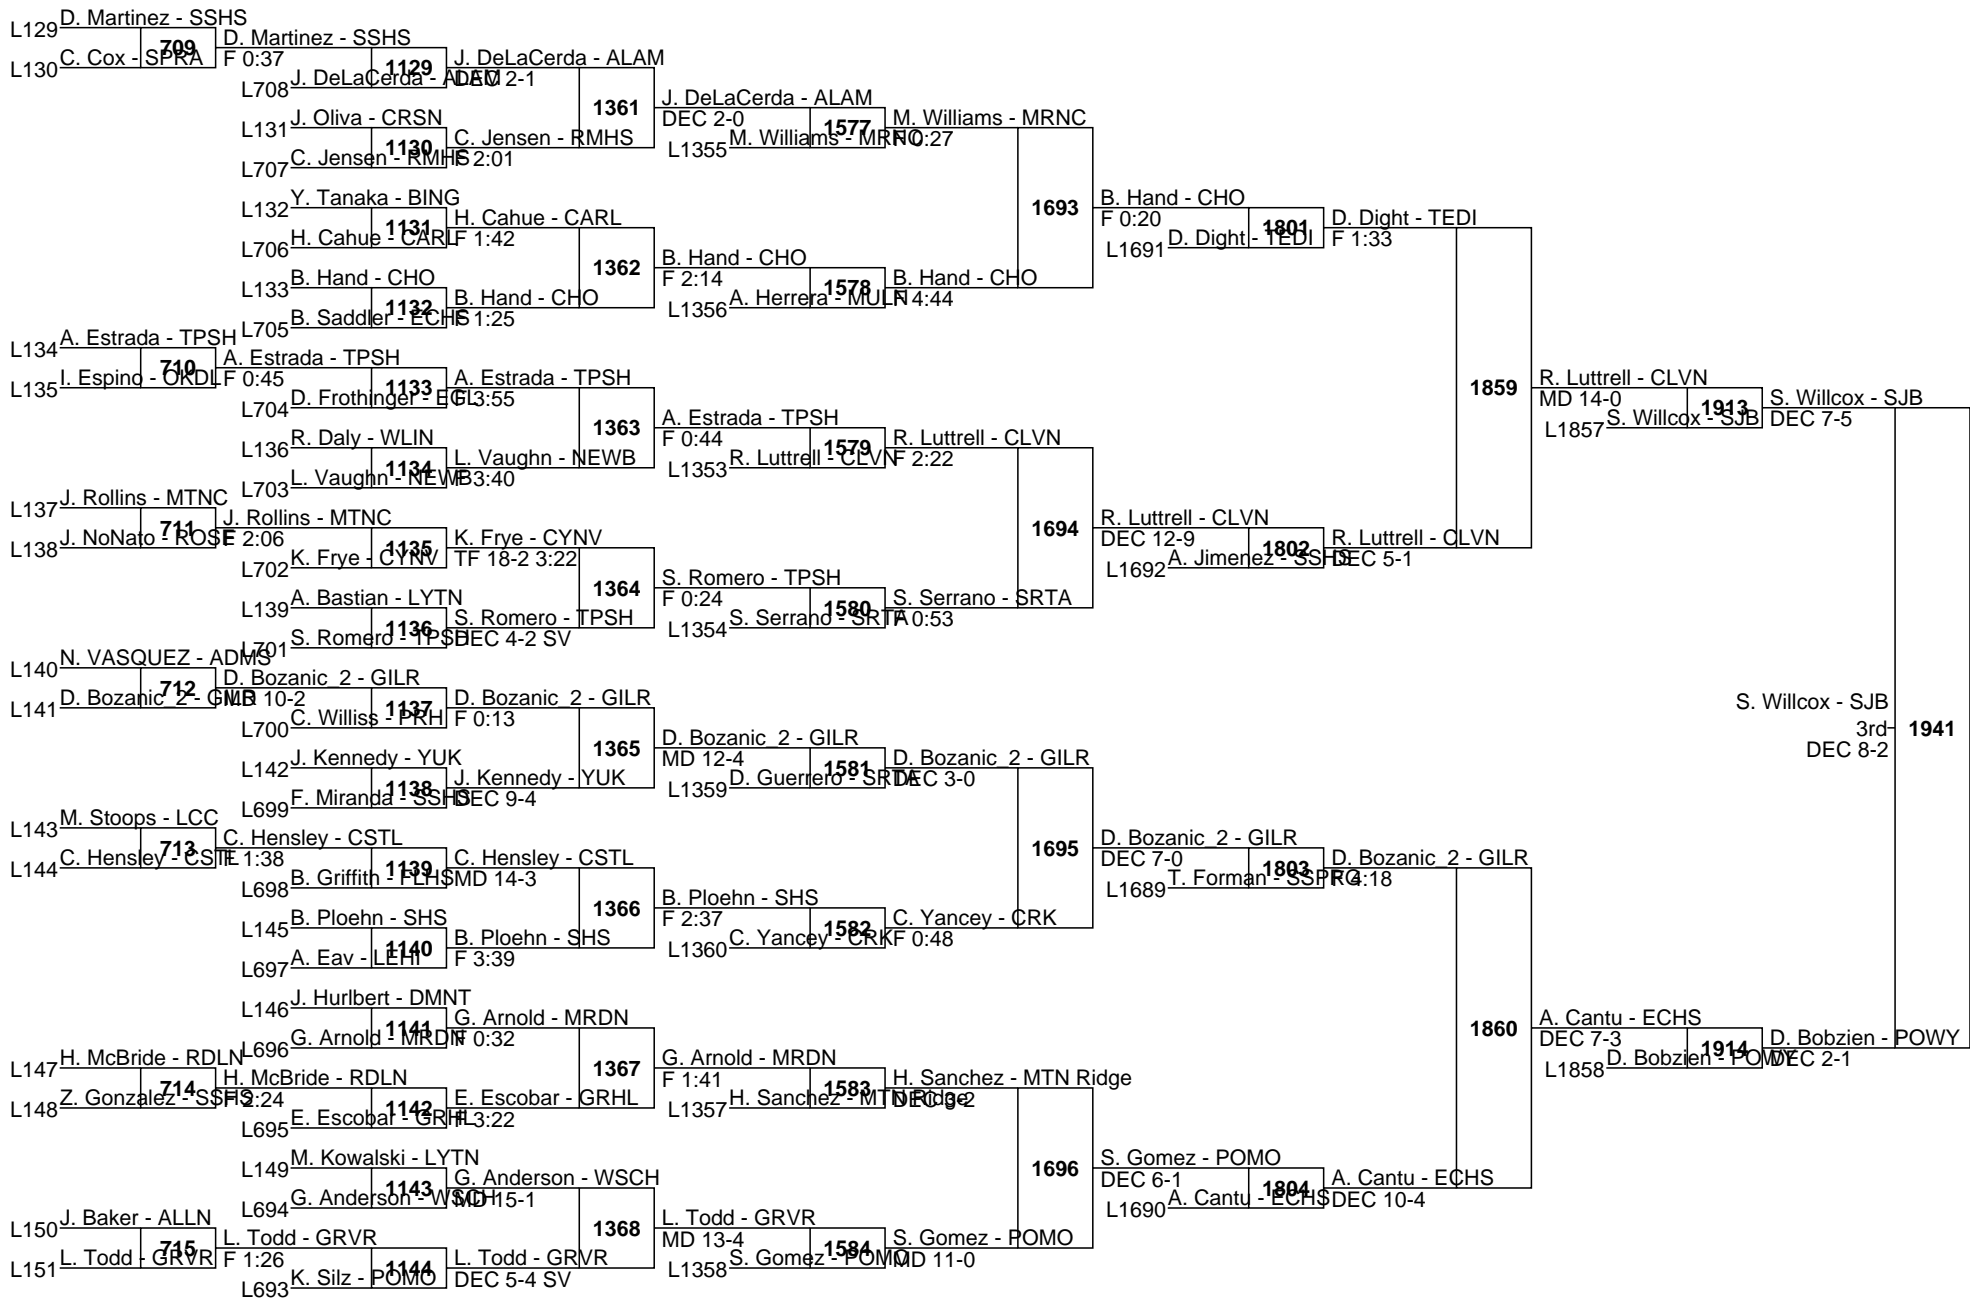 L129 D. Martinez - SSHS
709 D. Martinez - SSHS
L130 C. Cox - SPRA F 0:37
1129 J. DeLaCerda - ALAM
L708 J. DeLaCerda - ALAM DEC 2-1
1361 J. DeLaCerda - ALAM
DEC 2-0
L131 J. Oliva - CRSN
1130 C. Jensen - RMHS
L707 C. Jensen - RMHS F 2:01
1577 M. Williams - MRNC
L1355 M. Williams - MRNC F 0:27
L132 Y. Tanaka - BING
1131 H. Cahue - CARL
L706 H. Cahue - CARL F 1:42
1362 B. Hand - CHO
F 2:14
L133 B. Hand - CHO
1132 B. Hand - CHO
L705 B. Saddler - ECHS F 1:25
1578 B. Hand - CHO
L1356 A. Herrera - MULN F 4:44
1693 B. Hand - CHO
F 0:20
1801 D. Dight - TEDI
L1691 D. Dight - TEDI F 1:33
L134 A. Estrada - TPSH
710 A. Estrada - TPSH
L135 I. Espino - OKDL F 0:45
1133 A. Estrada - TPSH
L704 D. Frothinger - EGL F 3:55
1363 A. Estrada - TPSH
F 0:44
L136 R. Daly - WLIN
1134 L. Vaughn - NEWB
L703 L. Vaughn - NEWB F 3:40
1579 R. Luttrell - CLVN
L1353 R. Luttrell - CLVN F 2:22
L137 J. Rollins - MTNC
711 J. Rollins - MTNC
L138 J. NoNato - ROSE F 2:06
1135 K. Frye - CYNV
L702 K. Frye - CYNV TF 18-2 3:22
1364 S. Romero - TPSH
F 0:24
L139 A. Bastian - LYTN
1136 S. Romero - TPSH
L701 S. Romero - TPSH DEC 4-2 SV
1580 S. Serrano - SRTA
L1354 S. Serrano - SRTA F 0:53
1694 R. Luttrell - CLVN
DEC 12-9
1802 R. Luttrell - CLVN
L1692 A. Jimenez - SSHS DEC 5-1
1859 R. Luttrell - CLVN
MD 14-0
1913 S. Willcox - SJB
L1857 S. Willcox - SJB DEC 7-5
L140 N. VASQUEZ - ADMS
712 D. Bozanic_2 - GILR
L141 D. Bozanic_2 - GILR MD 10-2
1137 D. Bozanic_2 - GILR
L700 C. Williss - PRH F 0:13
1365 D. Bozanic_2 - GILR
MD 12-4
L142 J. Kennedy - YUK
1138 J. Kennedy - YUK
L699 F. Miranda - SSHS DEC 9-4
1581 D. Bozanic_2 - GILR
L1359 D. Guerrero - SRTA DEC 3-0
L143 M. Stoops - LCC
713 C. Hensley - CSTL
L144 C. Hensley - CSTL F 1:38
1139 C. Hensley - CSTL
L698 B. Griffith - FLHS MD 14-3
1366 B. Ploehn - SHS
F 2:37
L145 B. Ploehn - SHS
1140 B. Ploehn - SHS
L697 A. Eav - LEHI F 3:39
1582 C. Yancey - CRK
L1360 C. Yancey - CRK F 0:48
1695 D. Bozanic_2 - GILR
DEC 7-0
1803 D. Bozanic_2 - GILR
L1689 T. Forman - SSPRG F 4:18
L146 J. Hurlbert - DMNT
1141 G. Arnold - MRDN
L696 G. Arnold - MRDN F 0:32
1367 G. Arnold - MRDN
F 1:41
L147 H. McBride - RDLN
714 H. McBride - RDLN
L148 Z. Gonzalez - SSHS F 2:24
1142 E. Escobar - GRHL
L695 E. Escobar - GRHL F 3:22
1583 H. Sanchez - MTN Ridge
L1357 H. Sanchez - MTN Ridge DEC 3-2
L149 M. Kowalski - LYTN
1143 G. Anderson - WSCH
L694 G. Anderson - WSCH MD 15-1
1368 L. Todd - GRVR
MD 13-4
L150 J. Baker - ALLN
715 L. Todd - GRVR
L151 L. Todd - GRVR F 1:26
1144 L. Todd - GRVR
L693 K. Silz - POMO DEC 5-4 SV
1584 S. Gomez - POMO
L1358 S. Gomez - POMO MD 11-0
1696 S. Gomez - POMO
DEC 6-1
1804 A. Cantu - ECHS
L1690 A. Cantu - ECHS DEC 10-4
1860 A. Cantu - ECHS
DEC 7-3
1914 D. Bobzien - POWY
L1858 D. Bobzien - POWY DEC 2-1
S. Willcox - SJB
3rd 1941
DEC 8-2